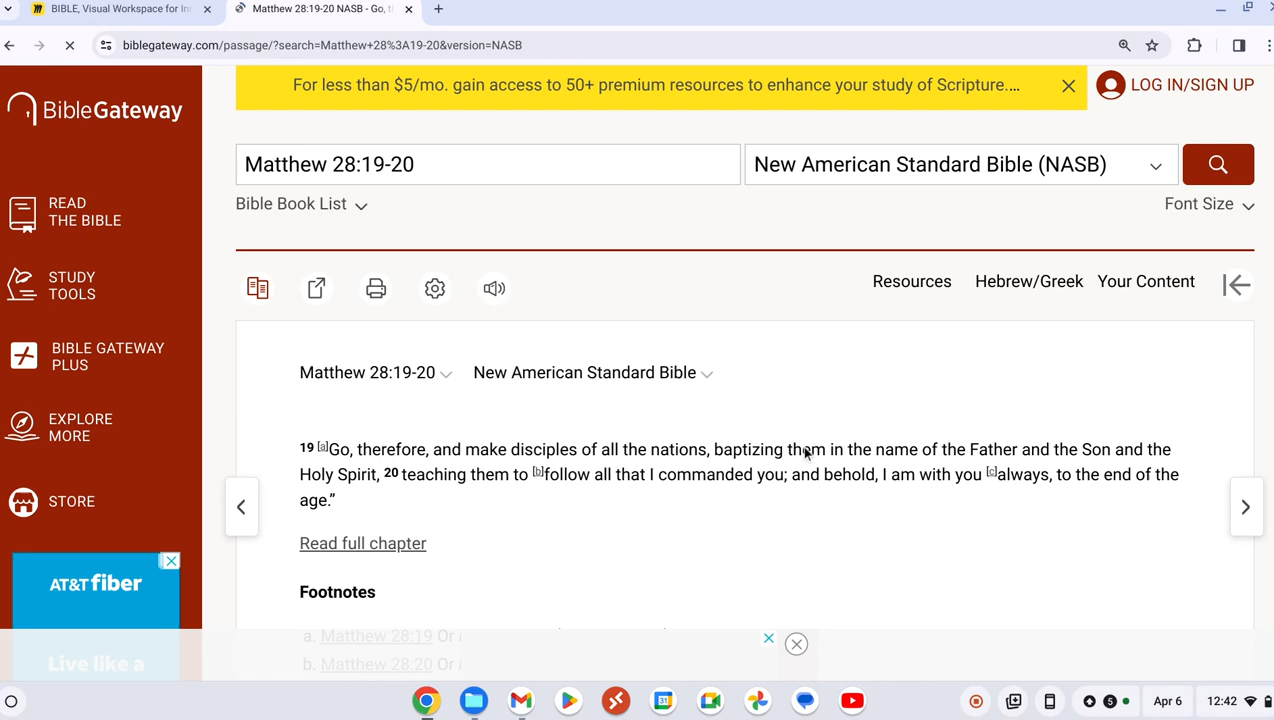 BIBLE, Visual Workspace for In
Matthew 28:19-20 NASB - Go, t
biblegateway.com/passage/?search=Matthew+28%3A19-20&version=NASB
For less than $5/mo. gain access to 50+ premium resources to enhance your study of Scripture.…
LOG IN/SIGN UP
BibleGateway
Matthew 28:19-20
New American Standard Bible (NASB)
Bible Book List
Font Size
READ
THE BIBLE
STUDY
TOOLS
BIBLE GATEWAY
PLUS
EXPLORE
MORE
STORE
Resources
Hebrew/Greek
Your Content
Matthew 28:19-20
New American Standard Bible
19 [a]Go, therefore, and make disciples of all the nations, baptizing them in the name of the Father and the Son and the
Holy Spirit, 20 teaching them to [b]follow all that I commanded you; and behold, I am with you [c]always, to the end of the
age.”
Read full chapter
Footnotes
a. Matthew 28:19 Or
b. Matthew 28:20 Or
AT&T fiber
Live like a
5
Apr 6
12:42